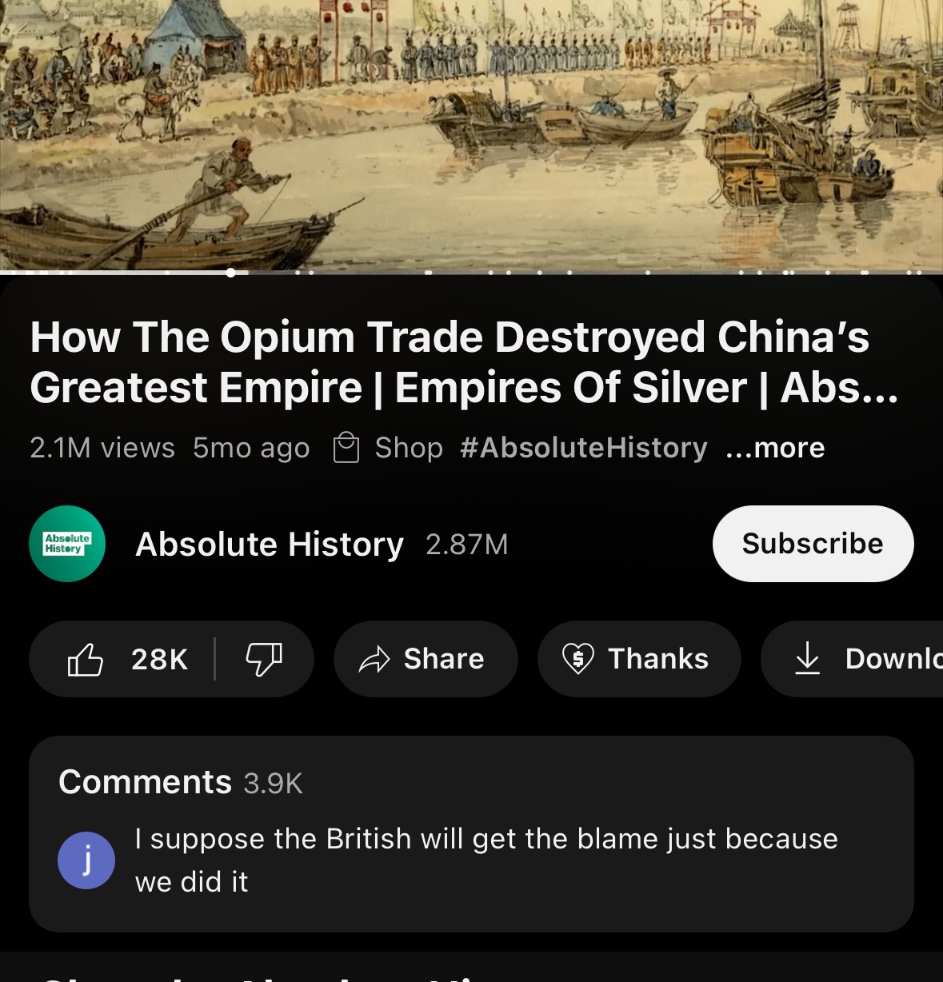 How The Opium Trade Destroyed China’s
Greatest Empire | Empires Of Silver | Abs...
2.1M views 5mo ago Shop #AbsoluteHistory ...more
Absolute
History
Absolute History 2.87M
Subscribe
28K
Share
Thanks
Downlo
Comments 3.9K
j
I suppose the British will get the blame just because
we did it